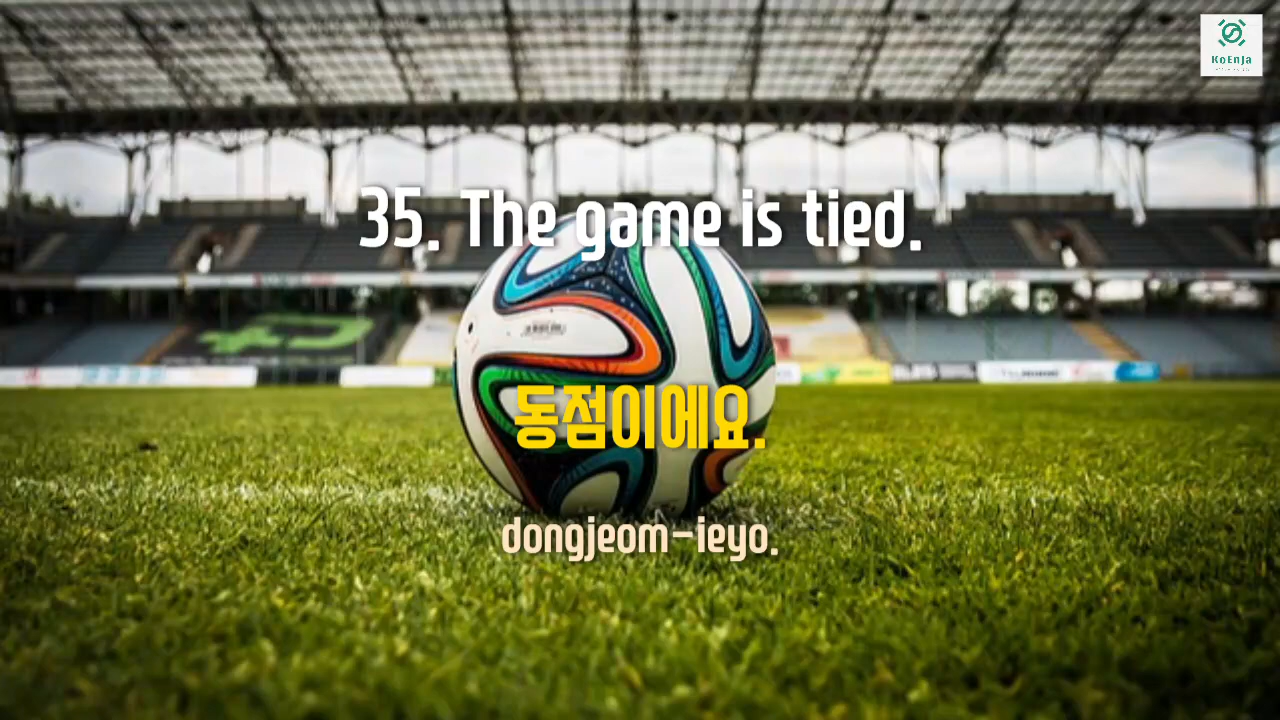 KoEnJa
35. The game is tied.
동점이에요.
dongjeom-ieyo.